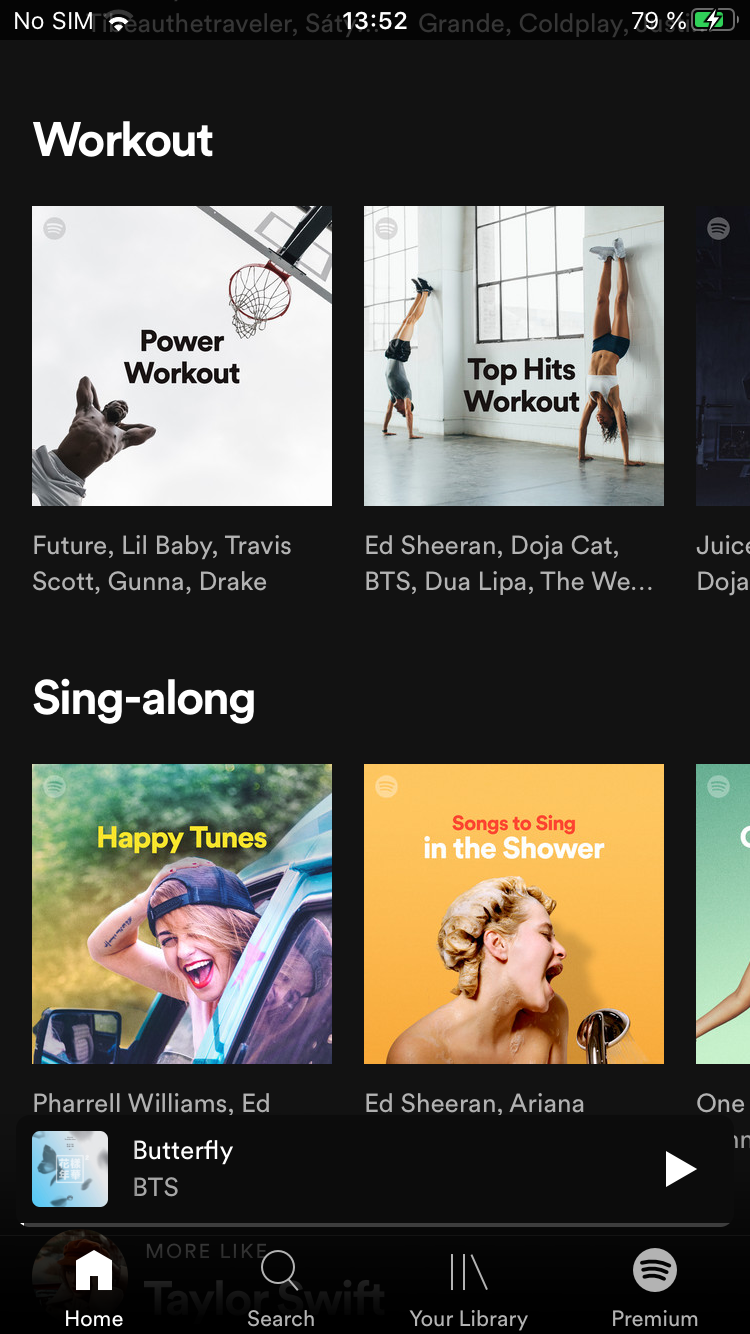 No SIM 13:52 79 %
Grande, Coldplay,
Workout
Power
Workout
Top Hits
Workout
Future, Lil Baby, Travis
Scott, Gunna, Drake
Ed Sheeran, Doja Cat,
BTS, Dua Lipa, The We...
Juice
Doja
Sing-along
Happy Tunes
Songs to Sing
in the Shower
Pharrell Williams, Ed
Ed Sheeran, Ariana
One
Butterfly
BTS
MORE LIKE
Taylor Swift
Home
Search
Your Library
Premium